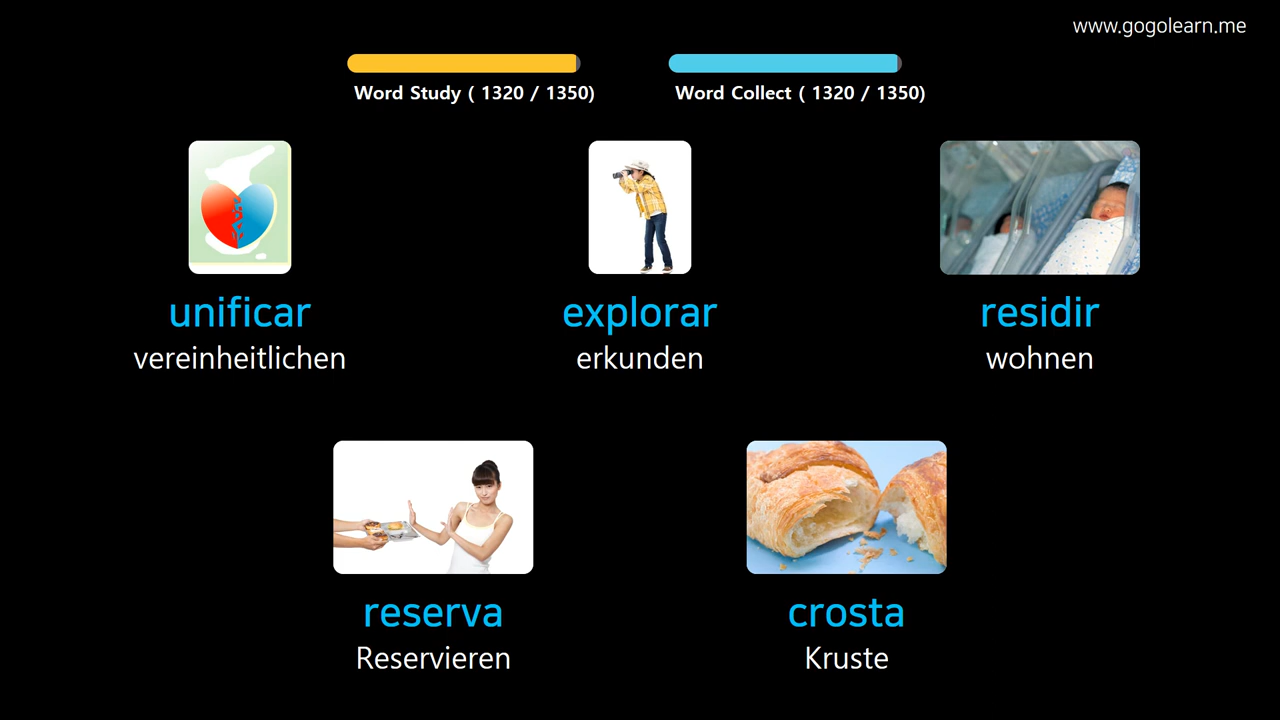 www.gogolearn.me
Word Study ( 1320 / 1350)
Word Collect ( 1320 / 1350)
unificar
vereinheitlichen
explorar
erkunden
residir
wohnen
reserva
Reservieren
crosta
Kruste